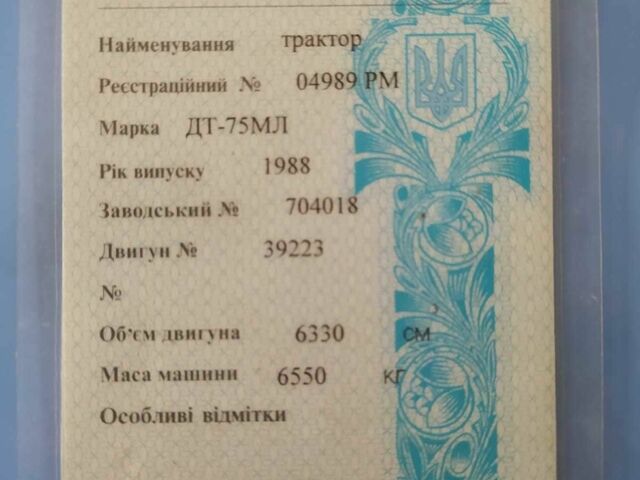 Найменування трактор
Реєстраційний № 04989 РМ
Марка ДТ-75МЛ
Рік випуску 1988
Заводський № 704018
Двигун № 39223
№
Об'єм двигуна 6330 см³
Маса машини 6550 кг
Особливі відмітки